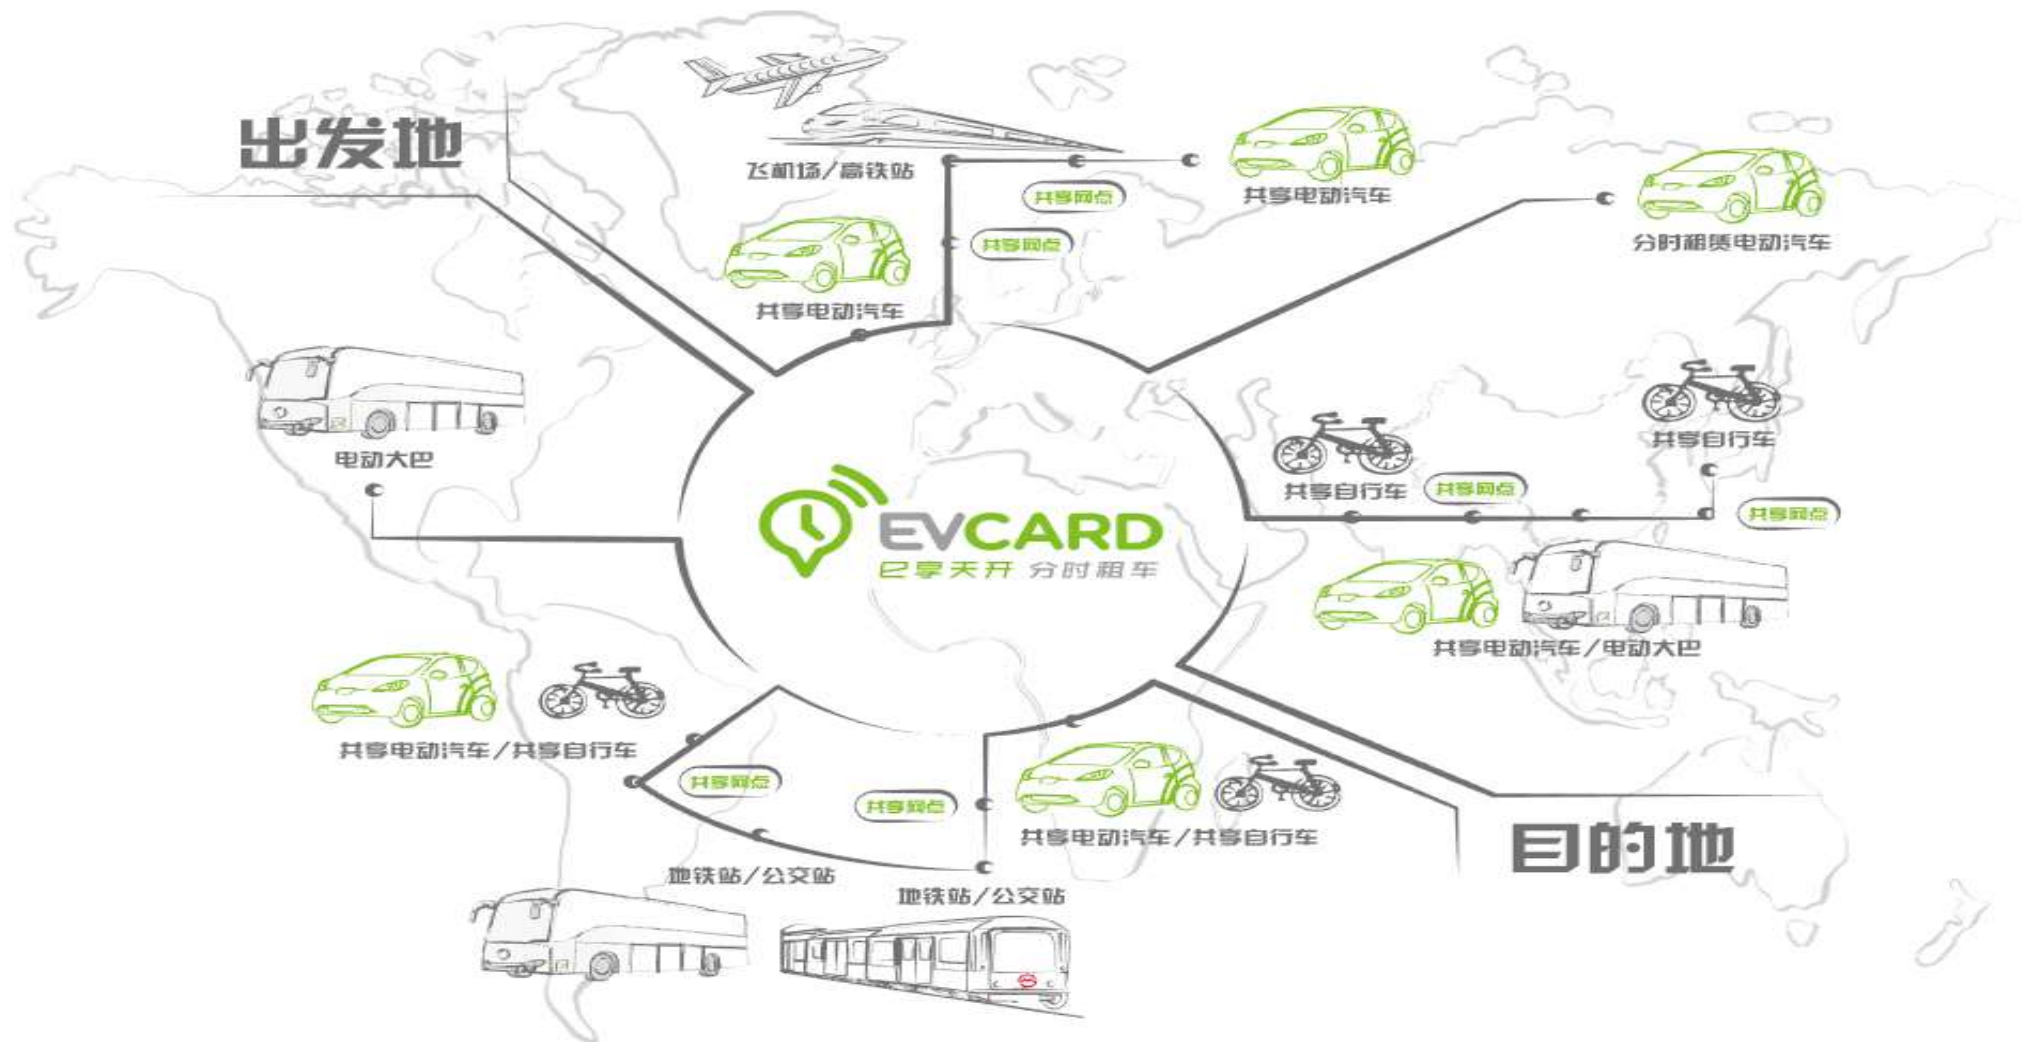 出发地
飞机场/高铁站
共享网点
共享电动汽车
共享网点
分时租赁电动汽车
共享电动汽车
电动大巴
共享自行车
共享自行车
共享网点
共享网点
EVCARD
已享天开 分时租车
共享电动汽车/电动大巴
共享电动汽车/共享自行车
共享网点
共享网点
共享电动汽车/共享自行车
目的地
地铁站/公交站
地铁站/公交站